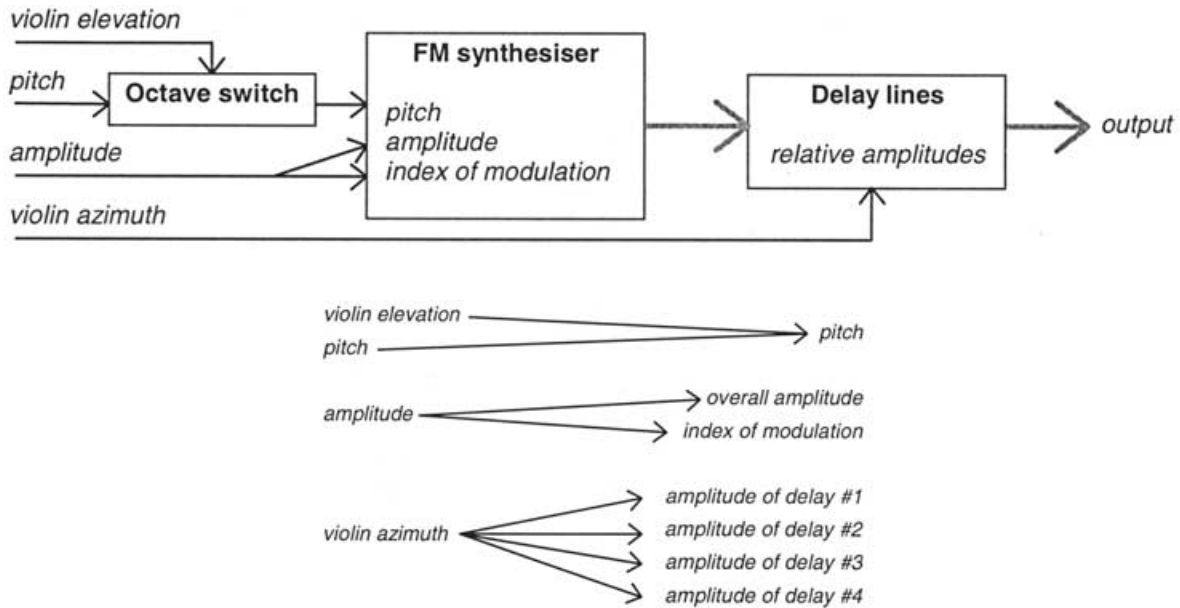 violin elevation
pitch
Octave switch
amplitude
violin azimuth
FM synthesiser
pitch
amplitude
index of modulation
Delay lines
relative amplitudes
output
violin elevation
pitch
pitch
amplitude
overall amplitude
index of modulation
violin azimuth
amplitude of delay #1
amplitude of delay #2
amplitude of delay #3
amplitude of delay #4